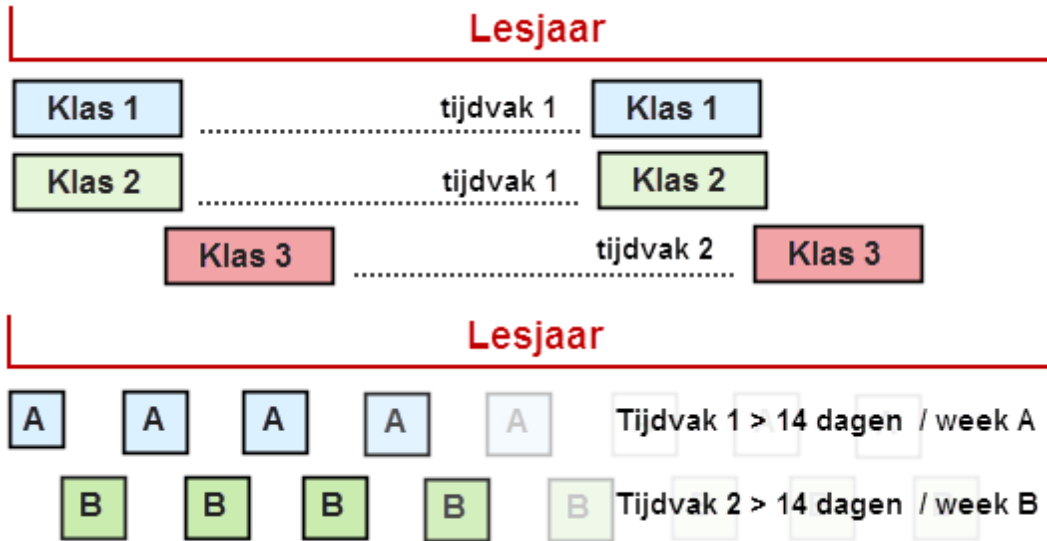 Lesjaar
Klas 1 tijdvak 1 Klas 1
Klas 2 tijdvak 1 Klas 2
Klas 3 tijdvak 2 Klas 3
Lesjaar
A A A A A Tijdvak 1 > 14 dagen / week A
B B B B B Tijdvak 2 > 14 dagen / week B